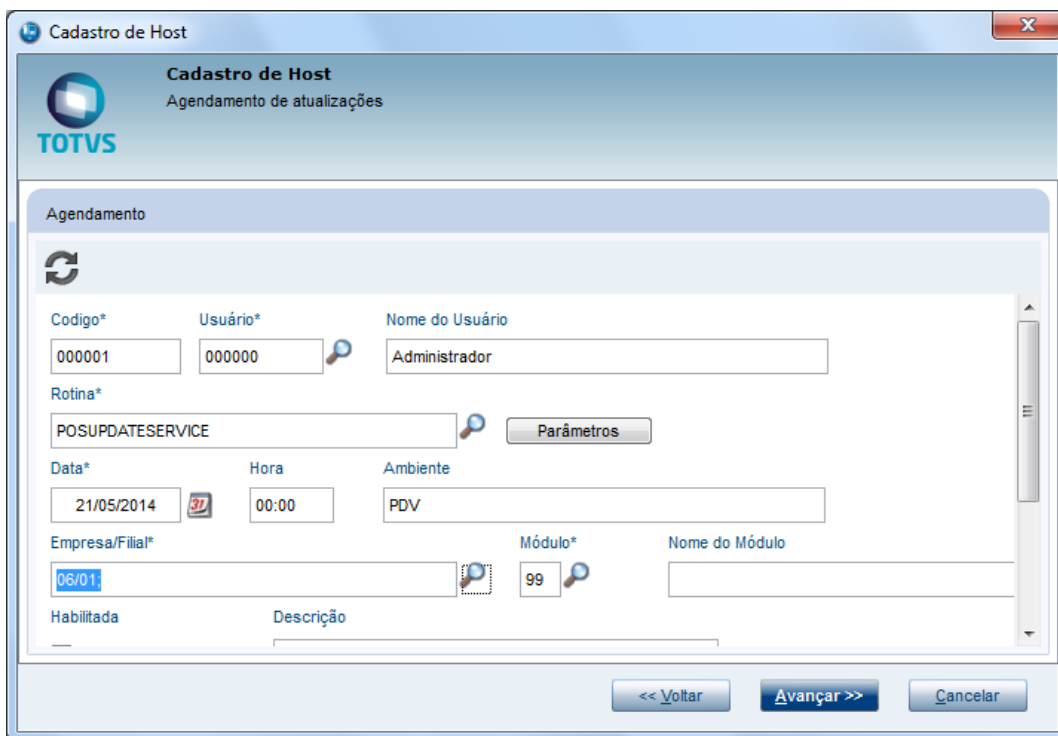 Cadastro de Host
Cadastro de Host
Agendamento de atualizações
TOTVS
Agendamento
Codigo* Usuário* Nome do Usuário
000001 000000 Administrador
Rotina*
POSUPDATESERVICE Parâmetros
Data* Hora Ambiente
21/05/2014 31 00:00 PDV
Empresa/Filial* Módulo* Nome do Módulo
06/01; 99
Habilitada Descrição
<< Voltar Avançar >> Cancelar